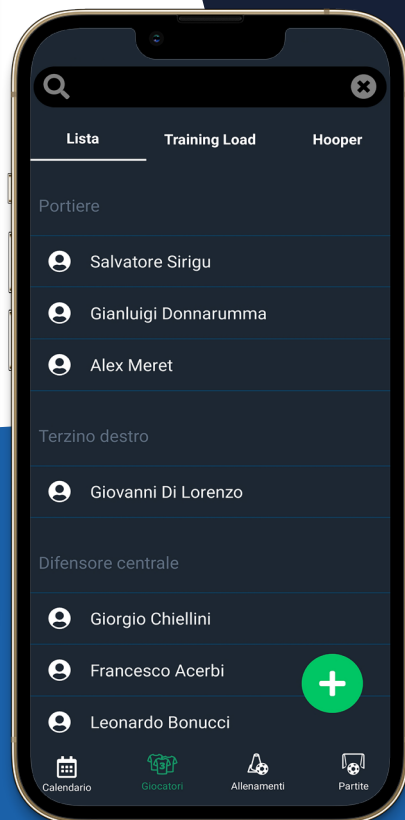 Lista Training Load Hooper
Portiere
Salvatore Sirigu
Gianluigi Donnarumma
Alex Meret
Terzino destro
Giovanni Di Lorenzo
Difensore centrale
Giorgio Chiellini
Francesco Acerbi
Leonardo Bonucci
3
Calendario Giocatori Allenamenti Partite